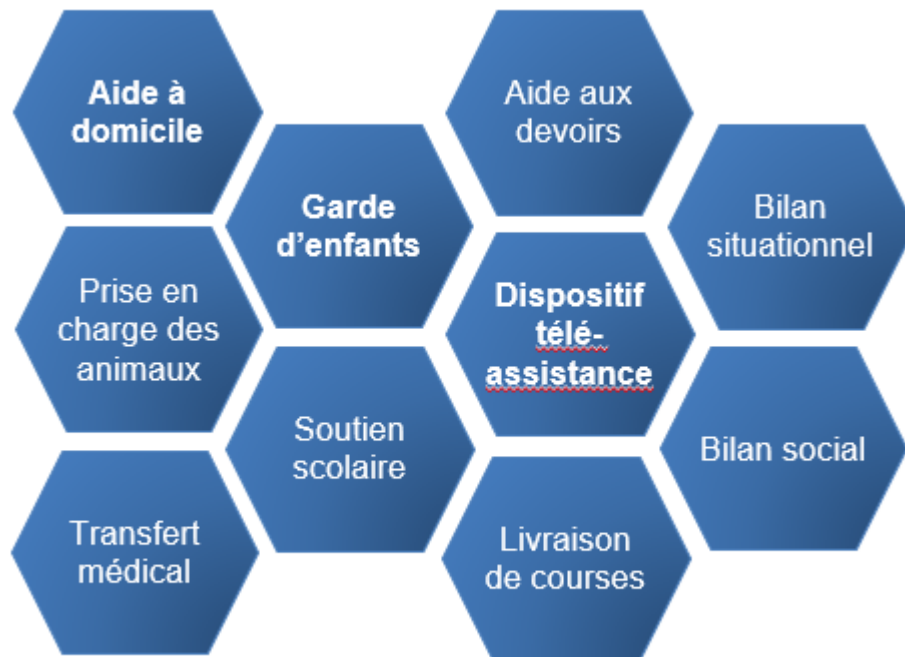 Aide à
domicile
Aide aux
devoirs
Garde
d’enfants
Bilan
situationnel
Prise en
charge des
animaux
Dispositif
télé-
assistance
Soutien
scolaire
Bilan social
Transfert
médical
Livraison
de courses